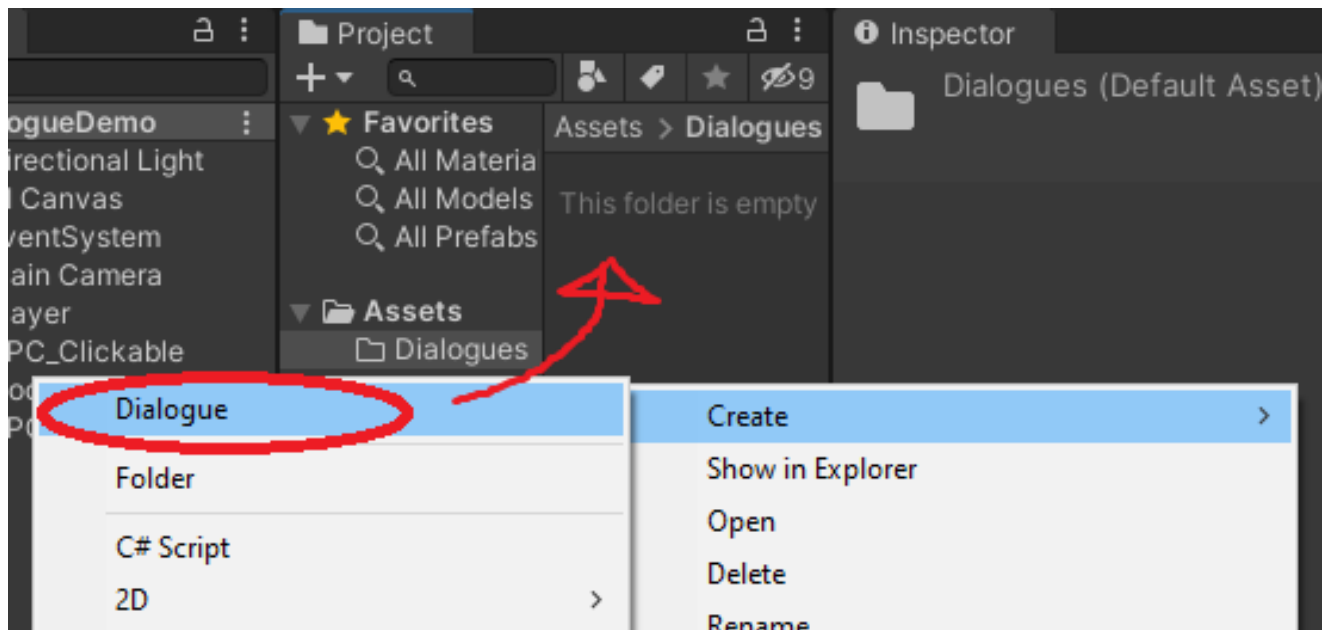 Project
Inspector
9
Dialogues (Default Asset)
ogueDemo
Favorites
Assets > Dialogues
irectional Light
All Materia
l Canvas
All Models
This folder is empty
ventSystem
All Prefabs
ain Camera
ayer
Assets
PC_Clickable
Dialogues
Dialogue
Create
Folder
Show in Explorer
Open
C# Script
Delete
2D
Rename